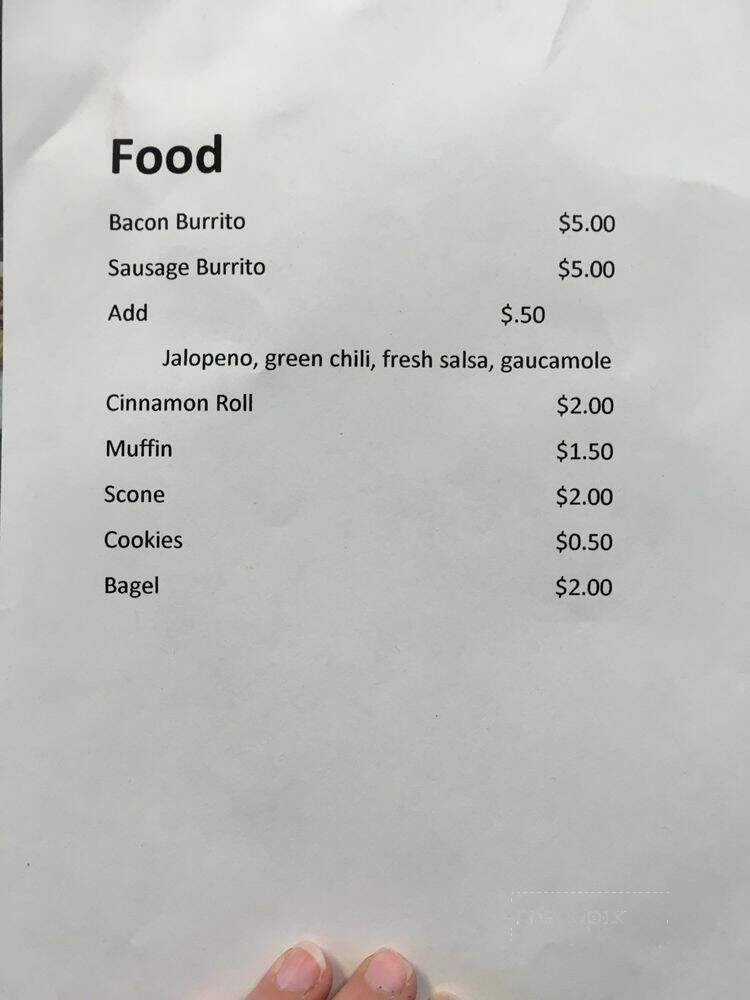 Food
Bacon Burrito $5.00
Sausage Burrito $5.00
Add $.50
Jalopeno, green chili, fresh salsa, gaucamole
Cinnamon Roll $2.00
Muffin $1.50
Scone $2.00
Cookies $0.50
Bagel $2.00